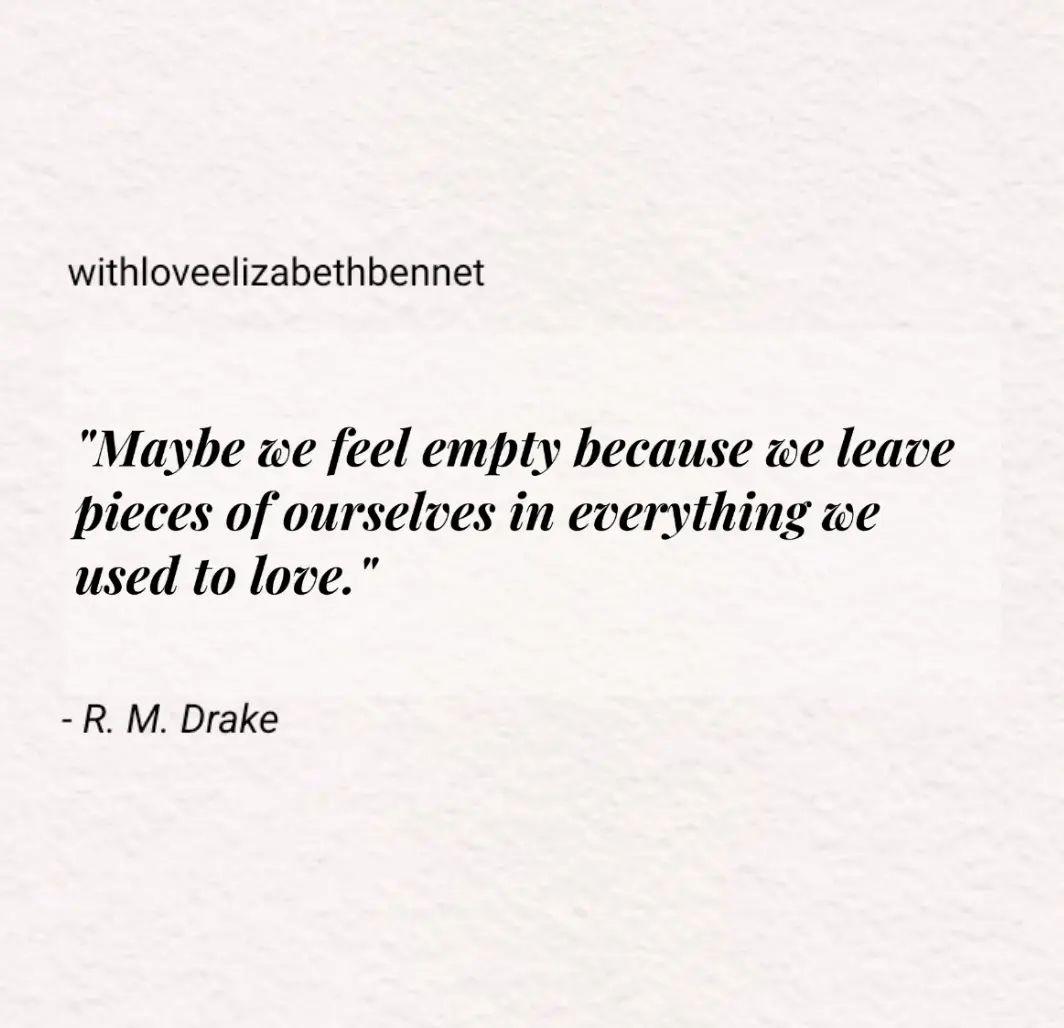 withloveelizabethbennet
"Maybe we feel empty because we leave
pieces of ourselves in everything we
used to love."
- R. M. Drake